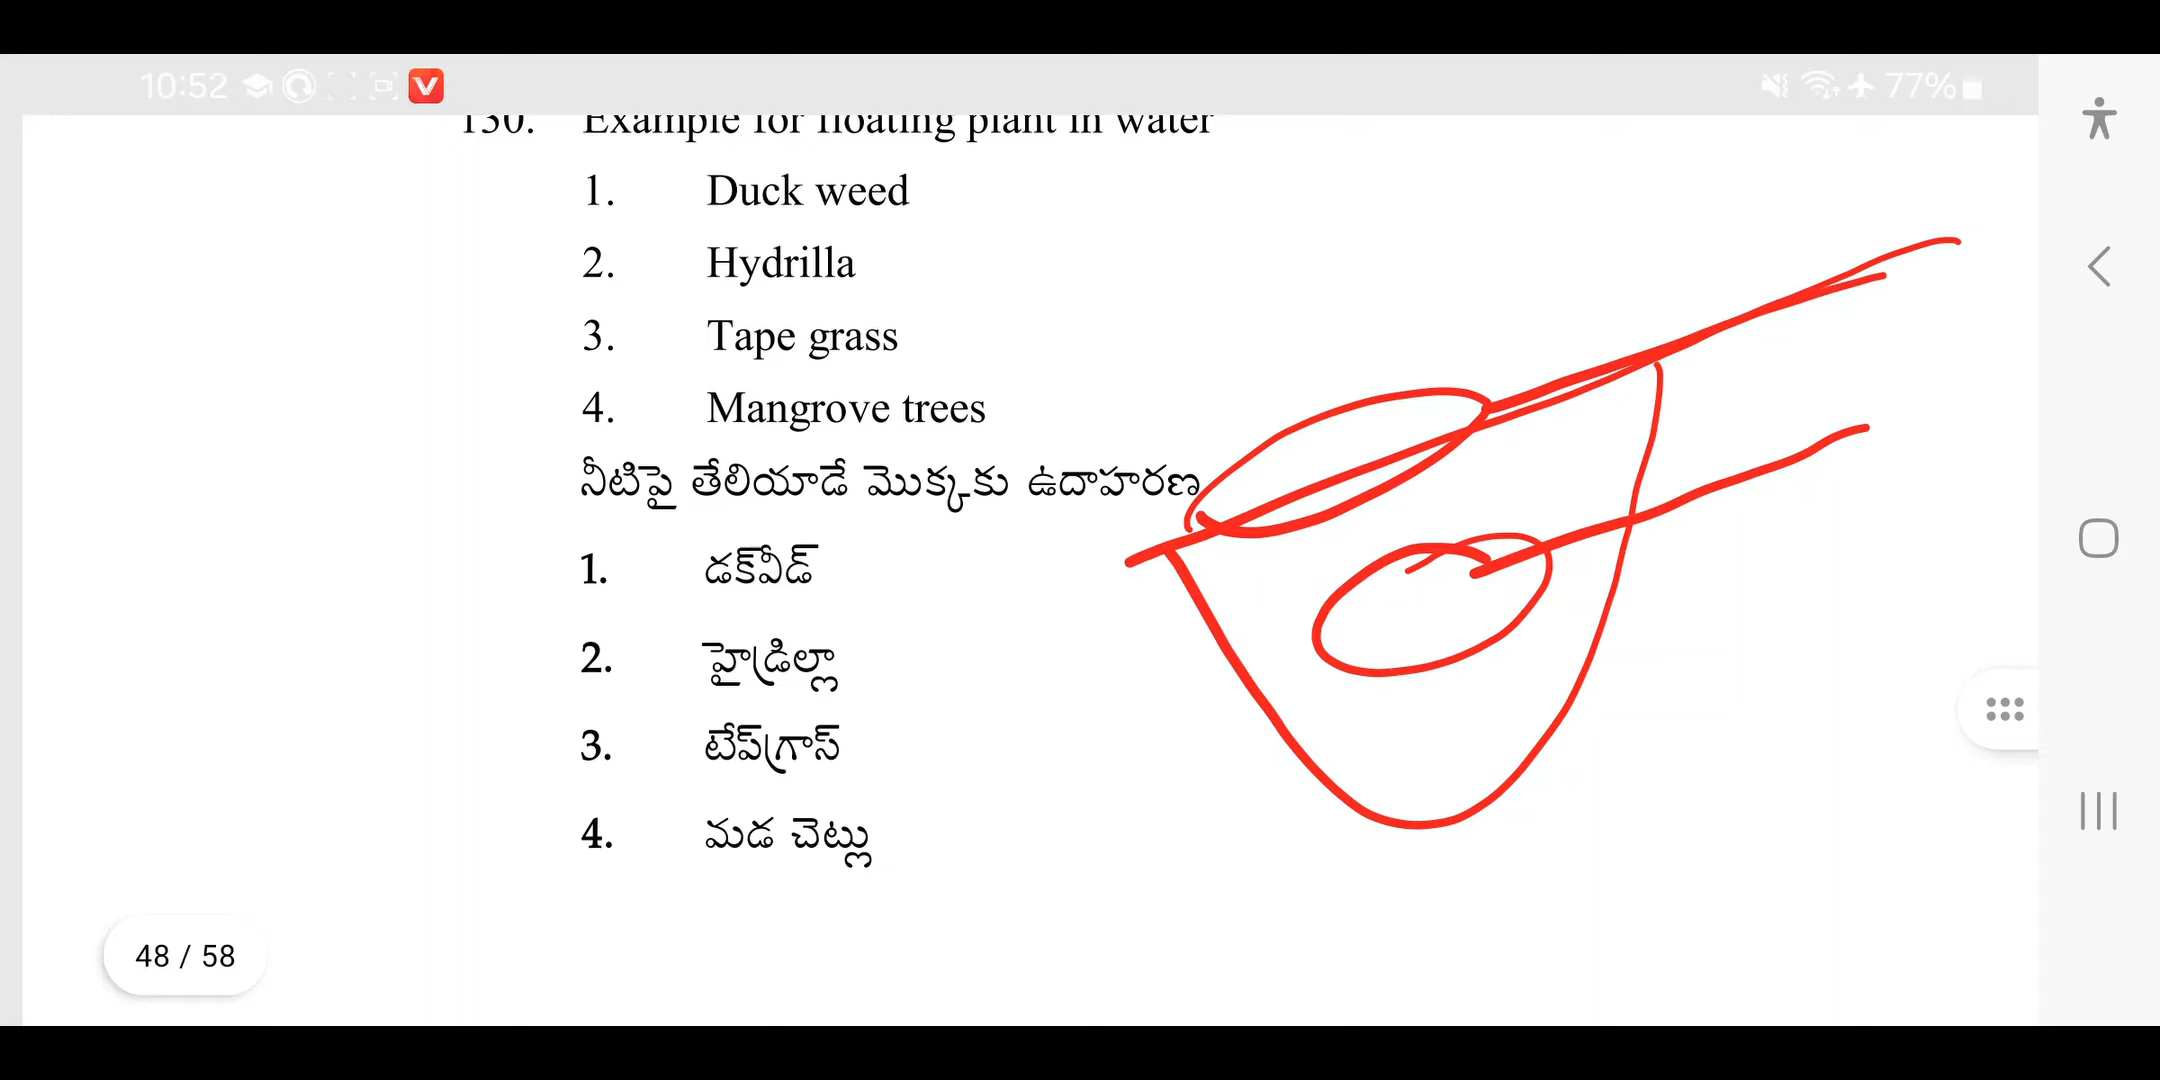 10:52 V 77%
130. Example for floating plant in water
1. Duck weed
2. Hydrilla
3. Tape grass
4. Mangrove trees
నీటిపై తేలియాడే మొక్కకు ఉదాహరణ
1. డక్‌వీడ్
2. హైడ్రిల్లా
3. టేప్‌గ్రాస్
4. మడ చెట్లు
48 / 58